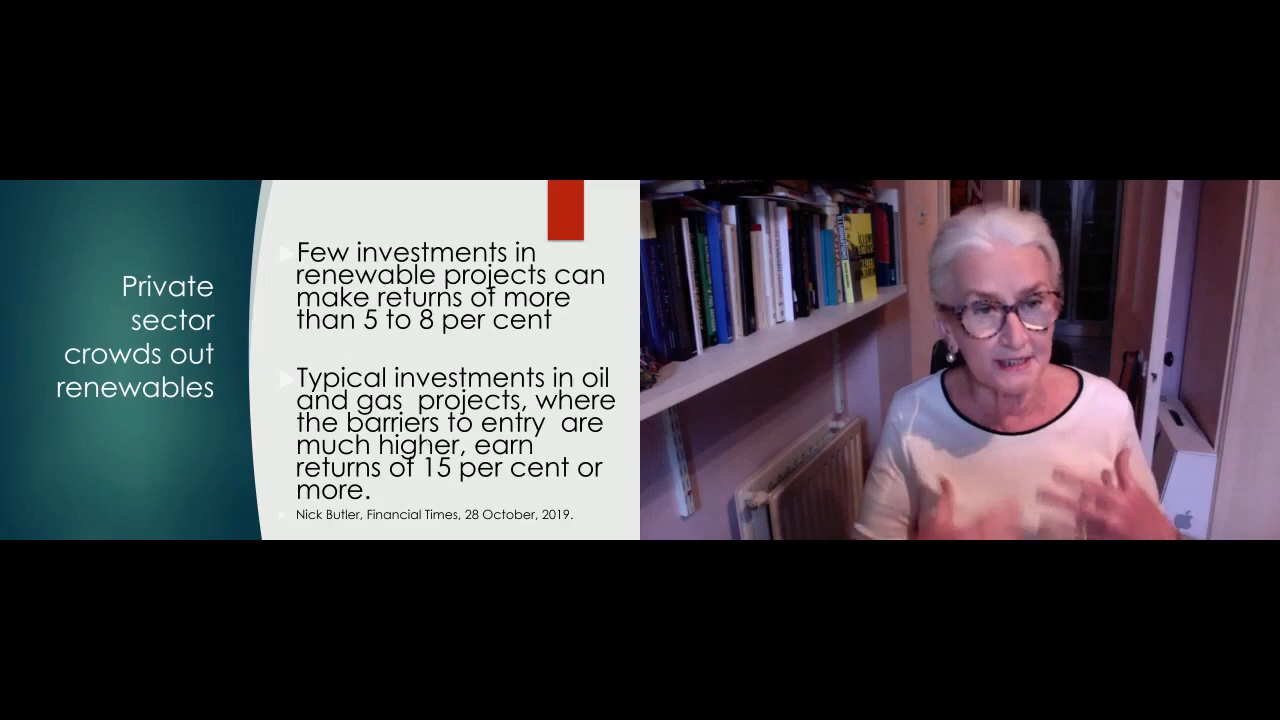 Private
sector
crowds out
renewables
Few investments in
renewable projects can
make returns of more
than 5 to 8 per cent
Typical investments in oil
and gas projects, where
the barriers to entry are
much higher, earn
returns of 15 per cent or
more.
Nick Butler, Financial Times, 28 October, 2019.